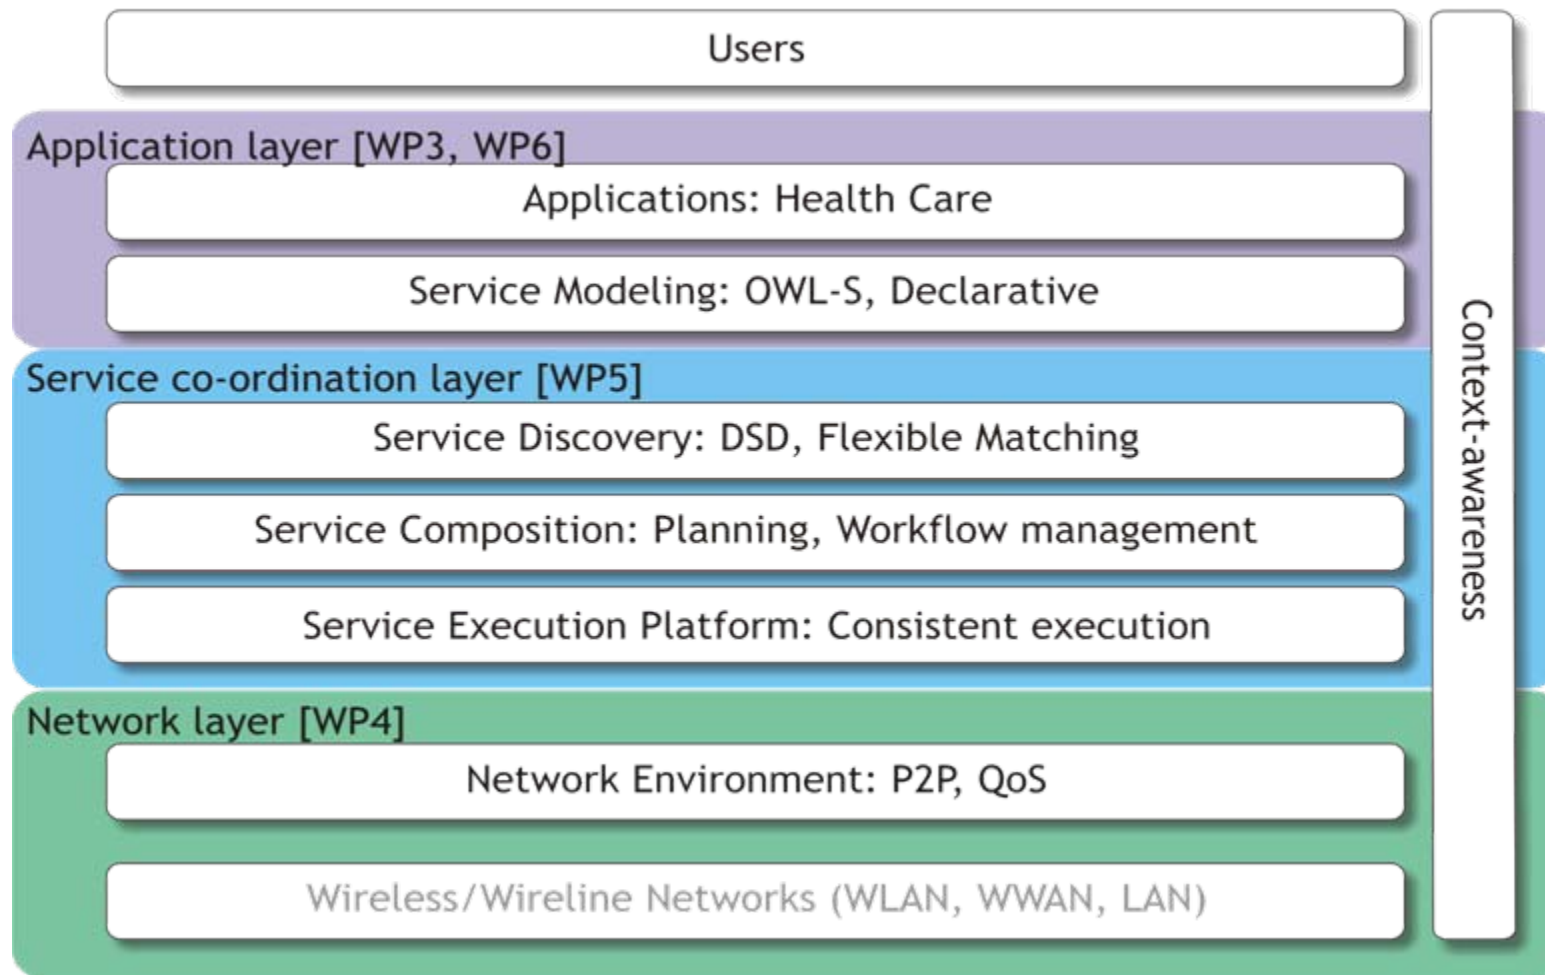 Users
Application layer [WP3, WP6]
Applications: Health Care
Service Modeling: OWL-S, Declarative
Service co-ordination layer [WP5]
Service Discovery: DSD, Flexible Matching
Service Composition: Planning, Workflow management
Service Execution Platform: Consistent execution
Network layer [WP4]
Network Environment: P2P, QoS
Wireless/Wireline Networks (WLAN, WWAN, LAN)
Context-awareness